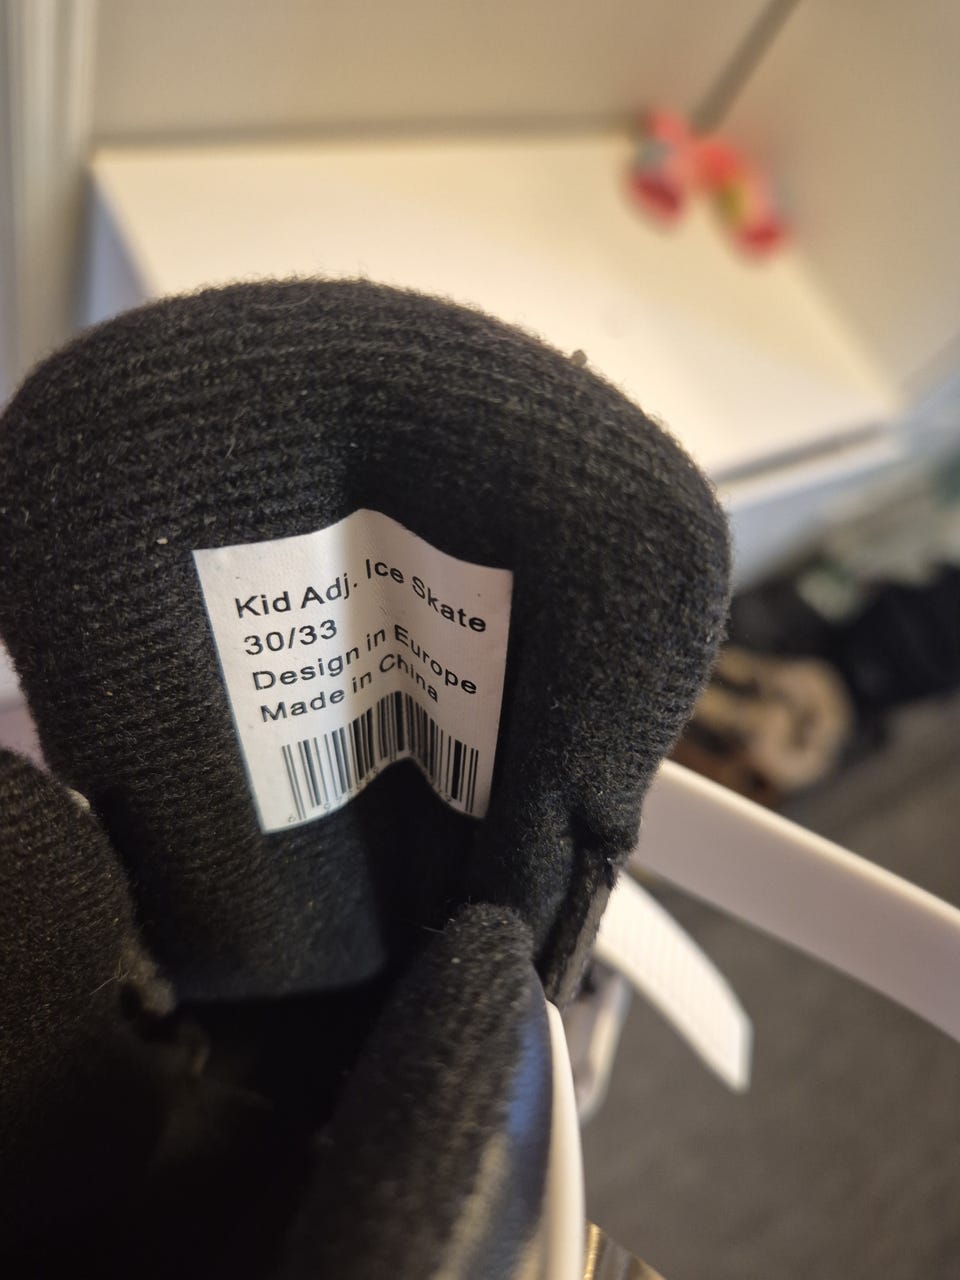 Kid Adj. Ice Skate
30/33
Design in Europe
Made in China